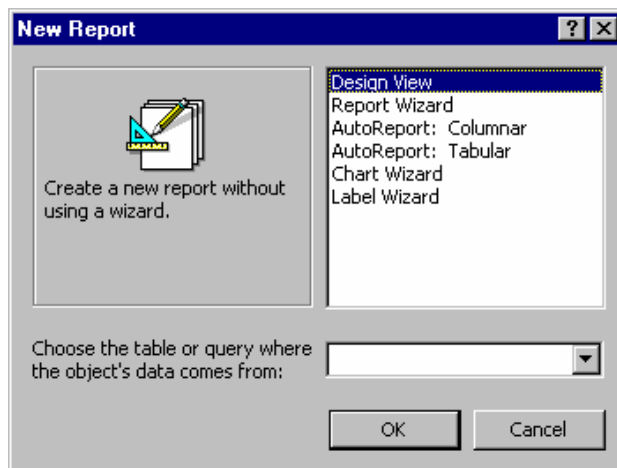 New Report
Design View
Report Wizard
AutoReport: Columnar
AutoReport: Tabular
Chart Wizard
Label Wizard
Create a new report without
using a wizard.
Choose the table or query where
the object's data comes from:
OK
Cancel